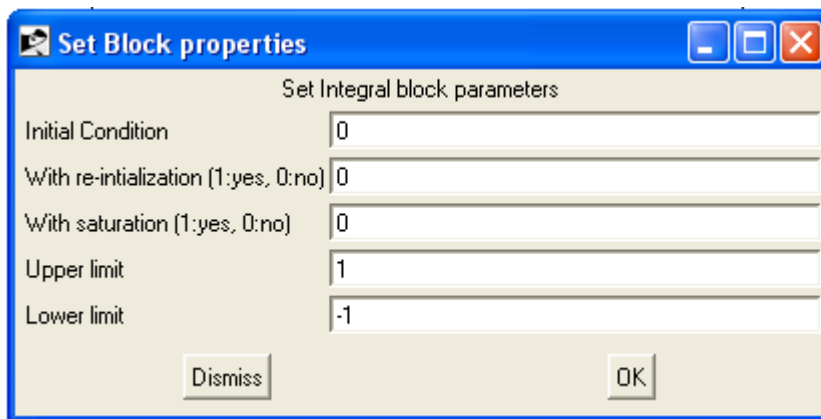 Set Block properties
Set Integral block parameters
Initial Condition 0
With re-intialization (1:yes, 0:no) 0
With saturation (1:yes, 0:no) 0
Upper limit 1
Lower limit -1
Dismiss OK